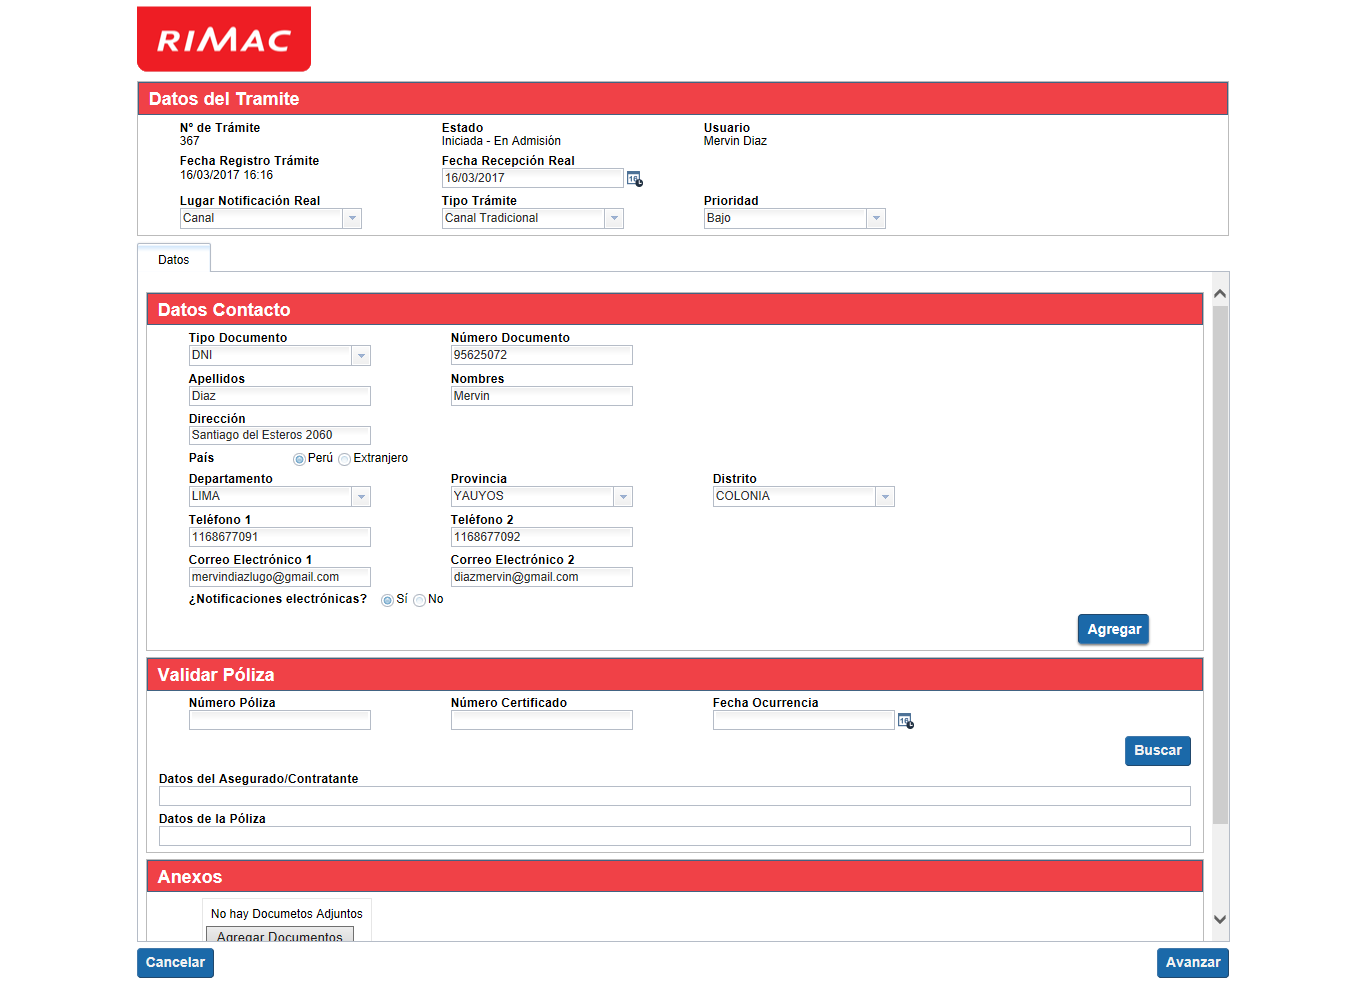 RIMAC
Datos del Tramite
Nº de Trámite Estado Usuario
367 Iniciada - En Admisión Mervin Diaz
Fecha Registro Trámite Fecha Recepción Real
16/03/2017 16:16 16/03/2017
Lugar Notificación Real Tipo Trámite Prioridad
Canal Canal Tradicional Bajo
Datos
Datos Contacto
Tipo Documento Número Documento
DNI 95625072
Apellidos Nombres
Diaz Mervin
Dirección
Santiago del Esteros 2060
País Perú Extranjero
Departamento Provincia Distrito
LIMA YAUYOS COLONIA
Teléfono 1 Teléfono 2
1168677091 1168677092
Correo Electrónico 1 Correo Electrónico 2
mervindiazlugo@gmail.com diazmervin@gmail.com
¿Notificaciones electrónicas? Sí No
Agregar
Validar Póliza
Número Póliza Número Certificado Fecha Ocurrencia
Buscar
Datos del Asegurado/Contratante
Datos de la Póliza
Anexos
No hay Documetos Adjuntos
Agregar Documentos
Cancelar Avanzar